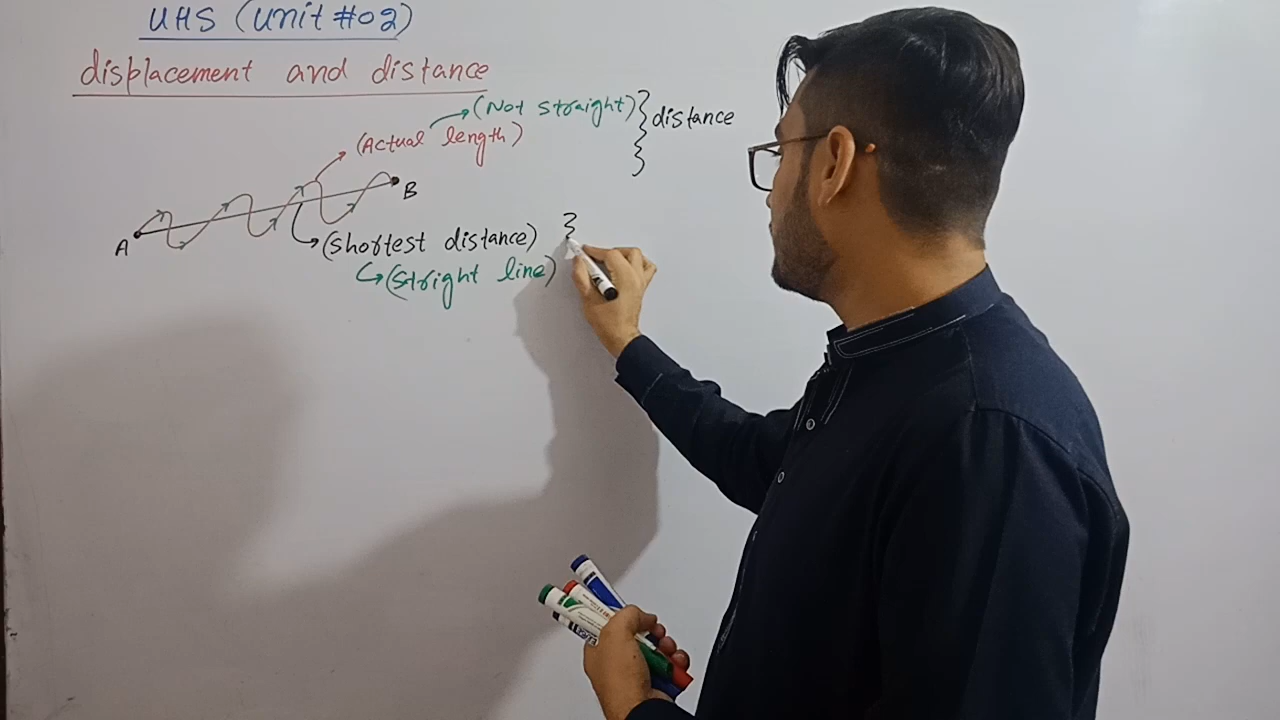 UHS (Unit #02)
displacement and distance
(Not straight) } distance
(Actual length)
B
A
(Shortest distance) }
(stright line)